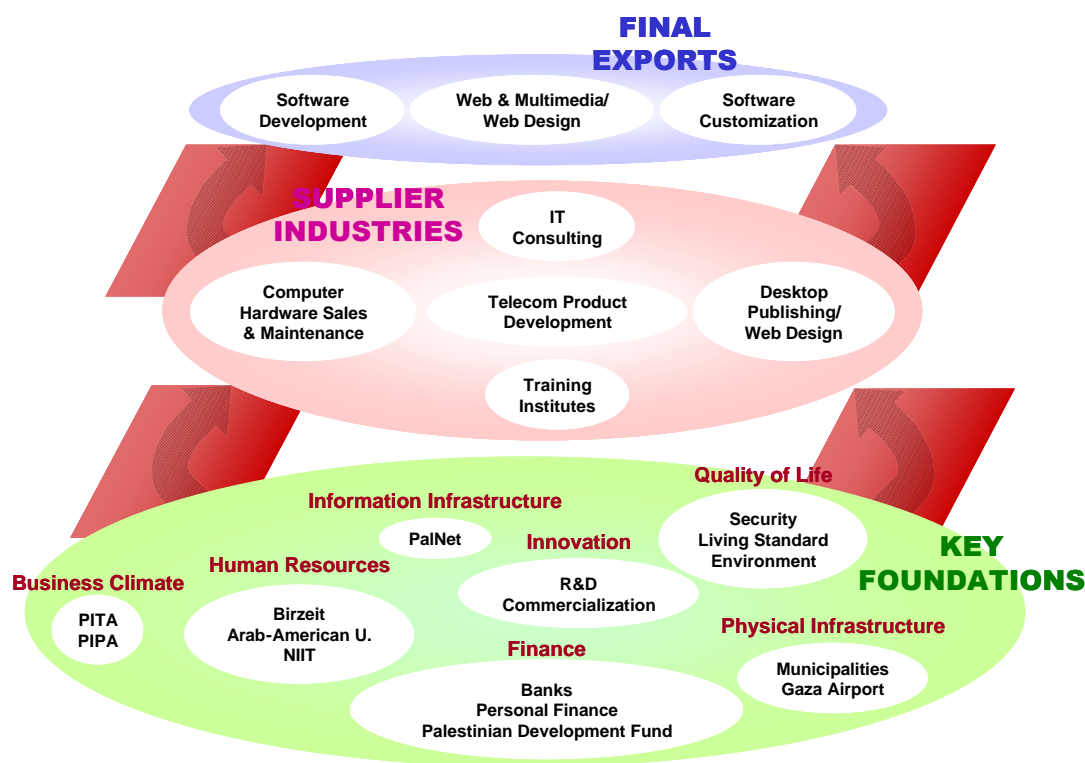 FINAL
EXPORTS
Software
Development
Web & Multimedia/
Web Design
Software
Customization
SUPPLIER
INDUSTRIES
IT
Consulting
Computer
Hardware Sales
& Maintenance
Telecom Product
Development
Desktop
Publishing/
Web Design
Training
Institutes
Quality of Life
Security
Living Standard
Environment
Information Infrastructure
PalNet
Innovation
R&D
Commercialization
KEY
FOUNDATIONS
Human Resources
Birzeit
Arab-American U.
NIIT
Business Climate
PITA
PIPA
Physical Infrastructure
Municipalities
Gaza Airport
Finance
Banks
Personal Finance
Palestinian Development Fund